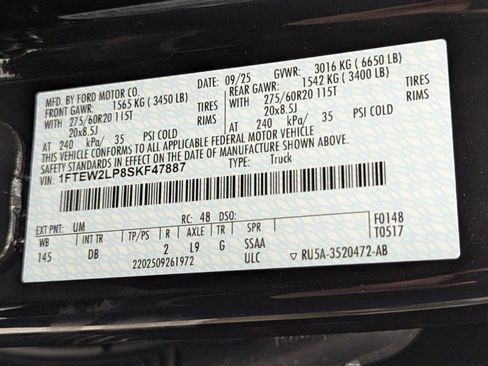 MFD. BY FORD MOTOR CO.
DATE: 09/25 GVWR: 3016 KG ( 6650 LB)
FRONT GAWR: 1565 KG ( 3450 LB) REAR GAWR: 1542 KG ( 3400 LB)
WITH 275/60R20 115T TIRES WITH 275/60R20 115T TIRES
20x8.5J RIMS 20x8.5J RIMS
AT 240 kPa/ 35 PSI COLD AT 240 kPa/ 35 PSI COLD
THIS VEHICLE CONFORMS TO ALL APPLICABLE FEDERAL MOTOR VEHICLE
SAFETY STANDARDS IN EFFECT ON THE DATE OF MANUFACTURE SHOWN ABOVE.
VIN: 1FTEW2LP8SKF47887 TYPE: Truck
EXT PNT: UM RC: 48 DSO: F0148
WB INT TR TP/PS R AXLE TR SPR T0517
145 DB 2 L9 G SSAA
2202509261972 ULC ▽ RU5A-3520472-AB